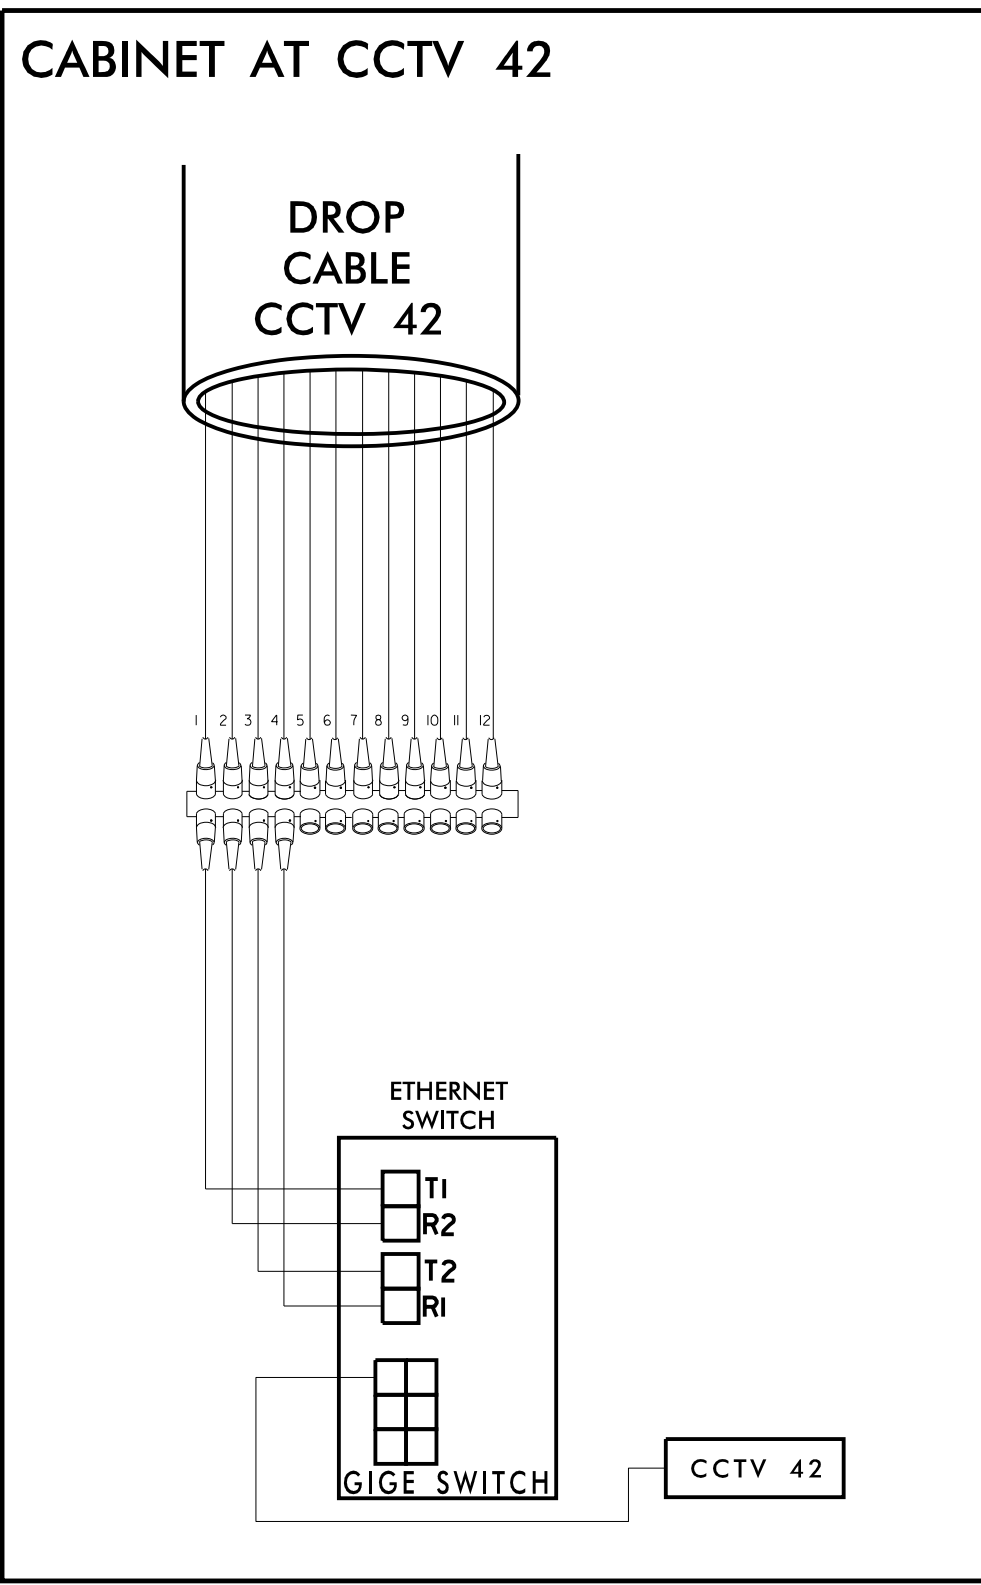 CABINET AT CCTV 42
DROP
CABLE
CCTV 42
1 2 3 4 5 6 7 8 9 10 11 12
ETHERNET
SWITCH
T1
R2
T2
R1
GIGE SWITCH
CCTV 42